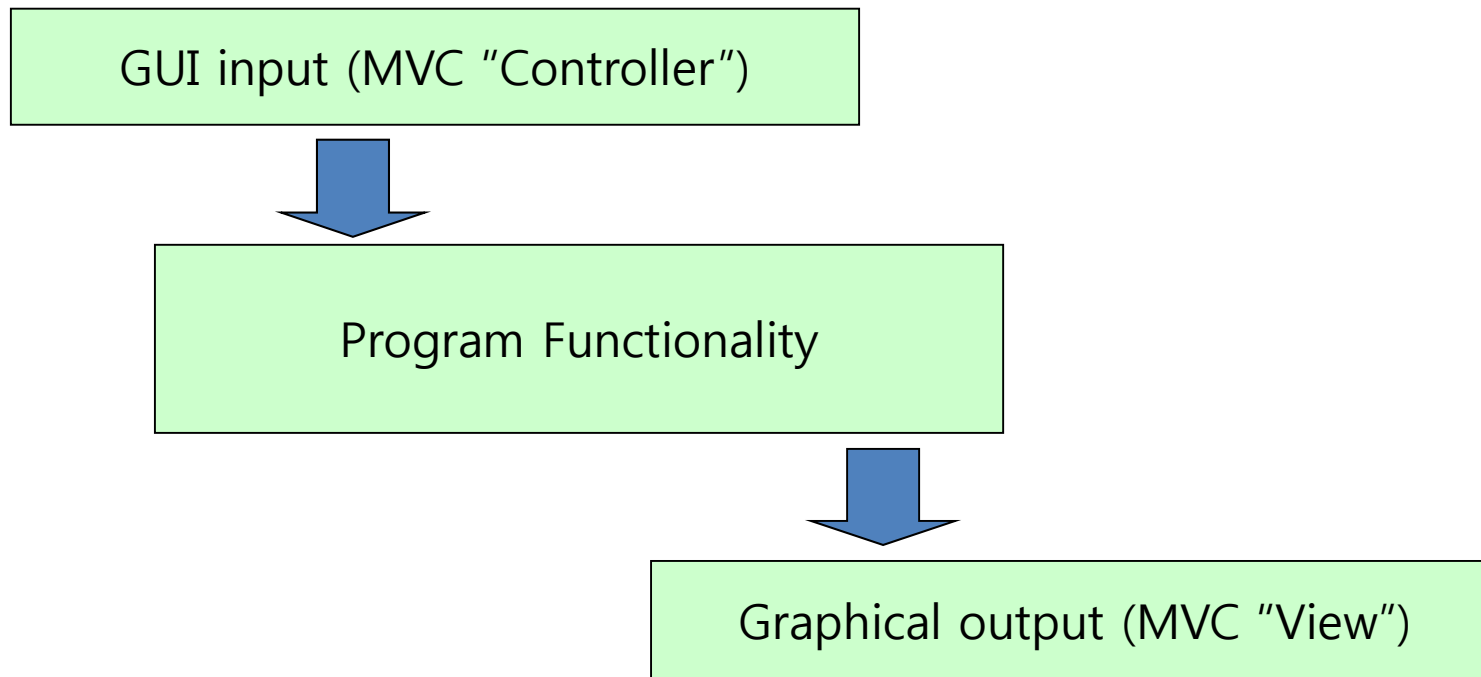 GUI input (MVC "Controller")
Program Functionality
Graphical output (MVC "View")